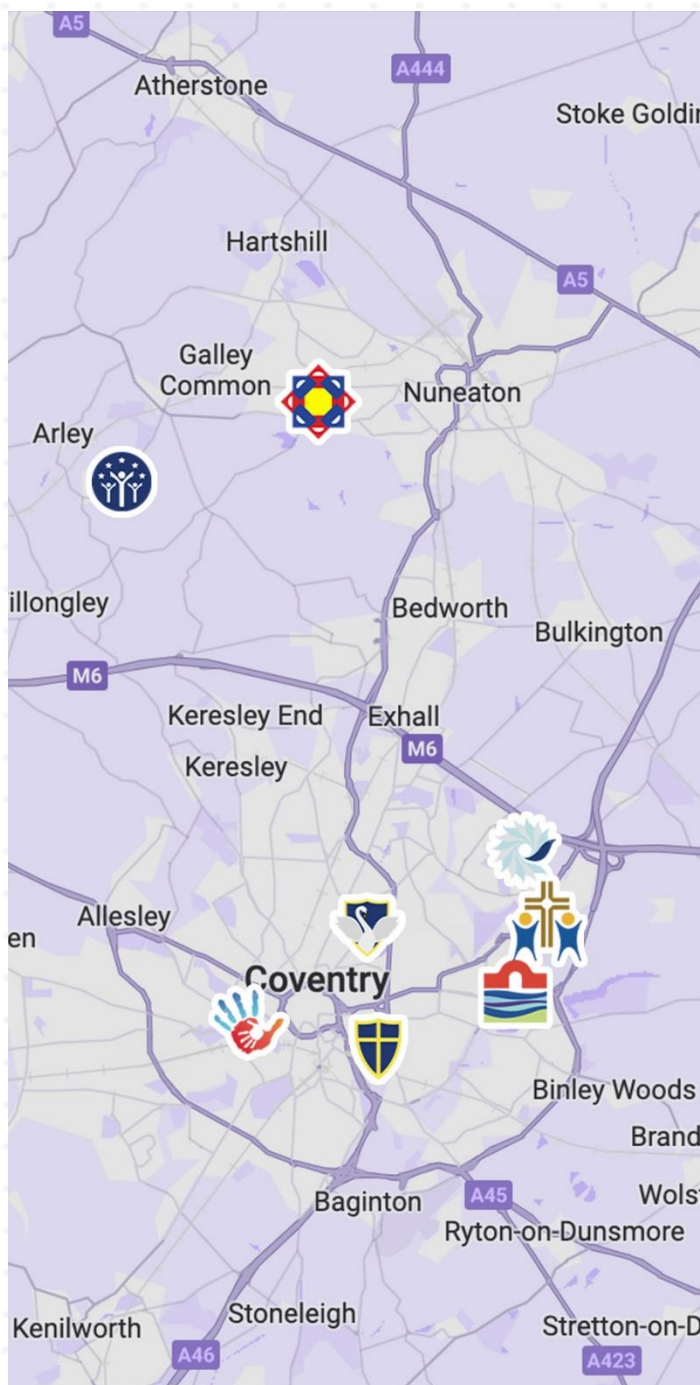 A5
A444
Atherstone
Stoke Goldin
Hartshill
A5
Galley
Common
Nuneaton
Arley
illongley
Bedworth
Bulkington
M6
Keresley End
Exhall
M6
Keresley
Allesley
en
Coventry
Binley Woods
Brand
Wols
Baginton
A45
Ryton-on-Dunsmore
Stoneleigh
Kenilworth
Stretton-on-D
A46
A423